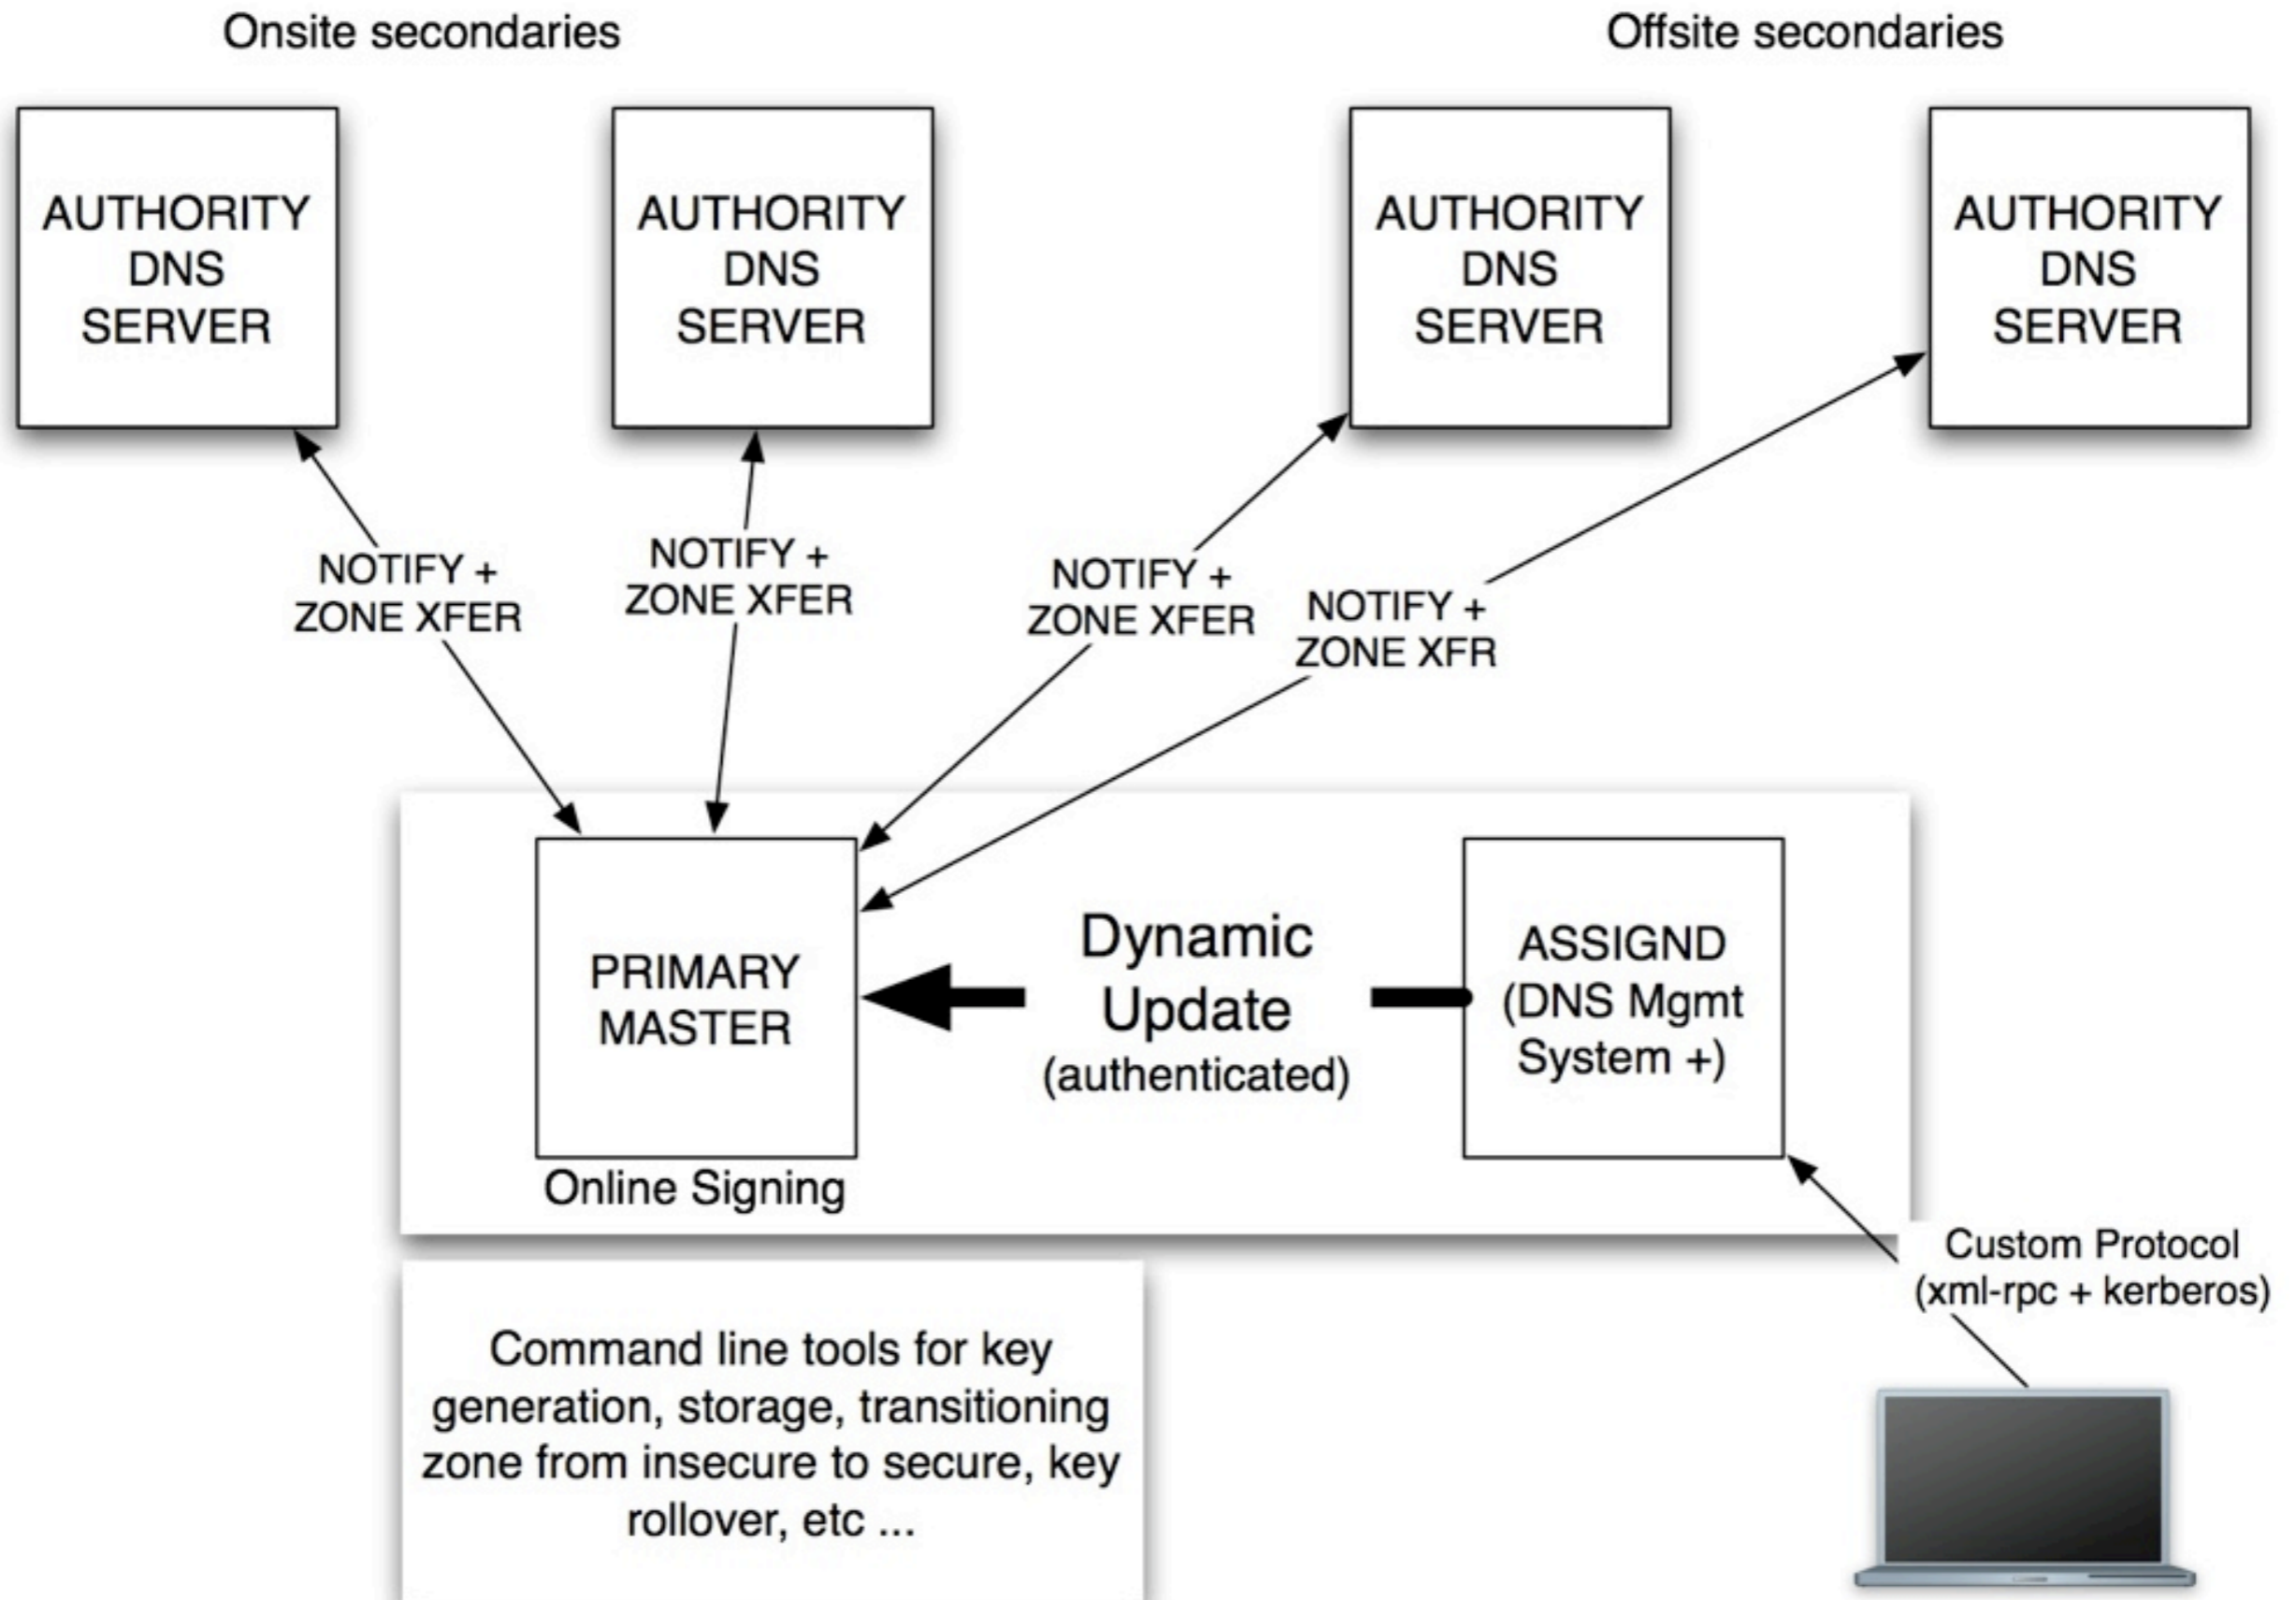 Onsite secondaries
Offsite secondaries
AUTHORITY
DNS
SERVER
AUTHORITY
DNS
SERVER
AUTHORITY
DNS
SERVER
AUTHORITY
DNS
SERVER
NOTIFY +
ZONE XFER
NOTIFY +
ZONE XFER
NOTIFY +
ZONE XFER
NOTIFY +
ZONE XFR
PRIMARY
MASTER
Online Signing
Dynamic
Update
(authenticated)
ASSIGND
(DNS Mgmt
System +)
Custom Protocol
(xml-rpc + kerberos)
Command line tools for key
generation, storage, transitioning
zone from insecure to secure, key
rollover, etc ...